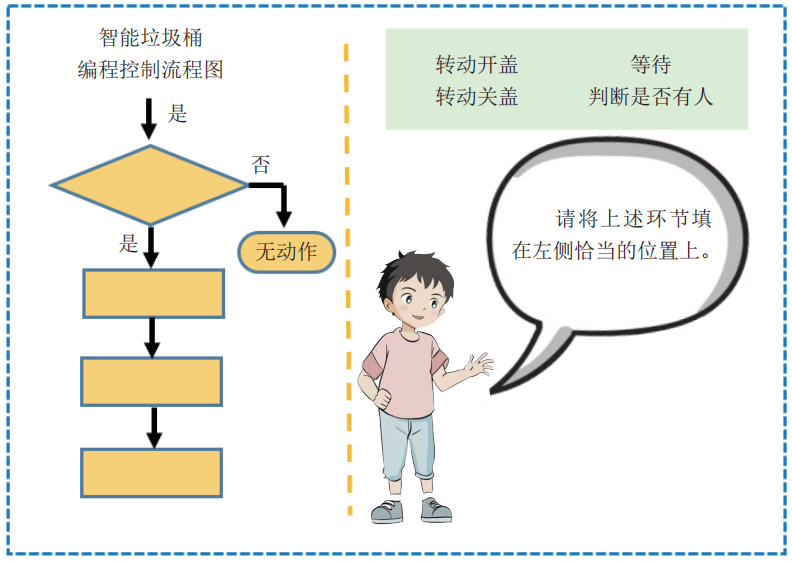 智能垃圾桶
编程控制流程图
是
否
无动作
是
转动开盖 等待
转动关盖 判断是否有人
请将上述环节填
在左侧恰当的位置上。